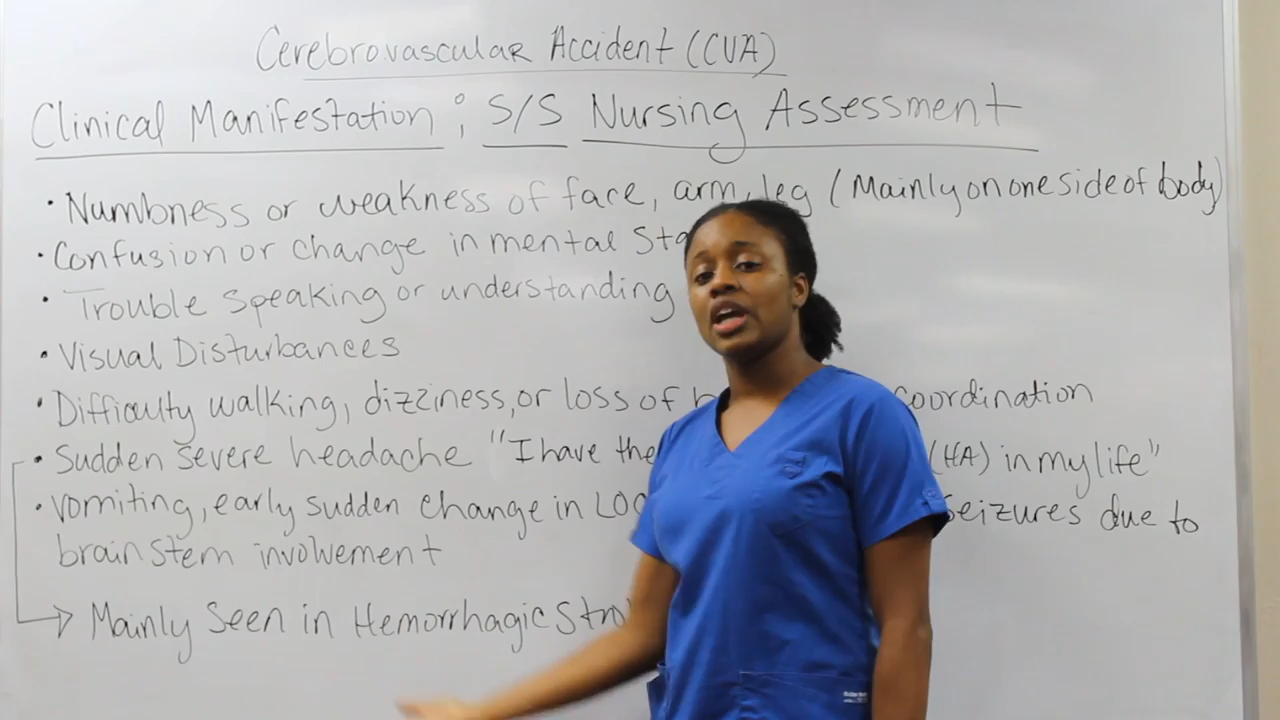 Cerebrovascular Accident (CVA)
Clinical Manifestation ; S/S Nursing Assessment
• Numbness or weakness of face, arm, leg (Mainly on one side of body)
• Confusion or change in mental
• Trouble speaking or understanding
• Visual Disturbances
• Difficulty walking, dizziness, or loss of coordination
• Sudden severe headache "I have the (HA) in my life"
• vomiting, early sudden change in LOC seizures due to
brain stem involvement
Mainly Seen in Hemorrhagic